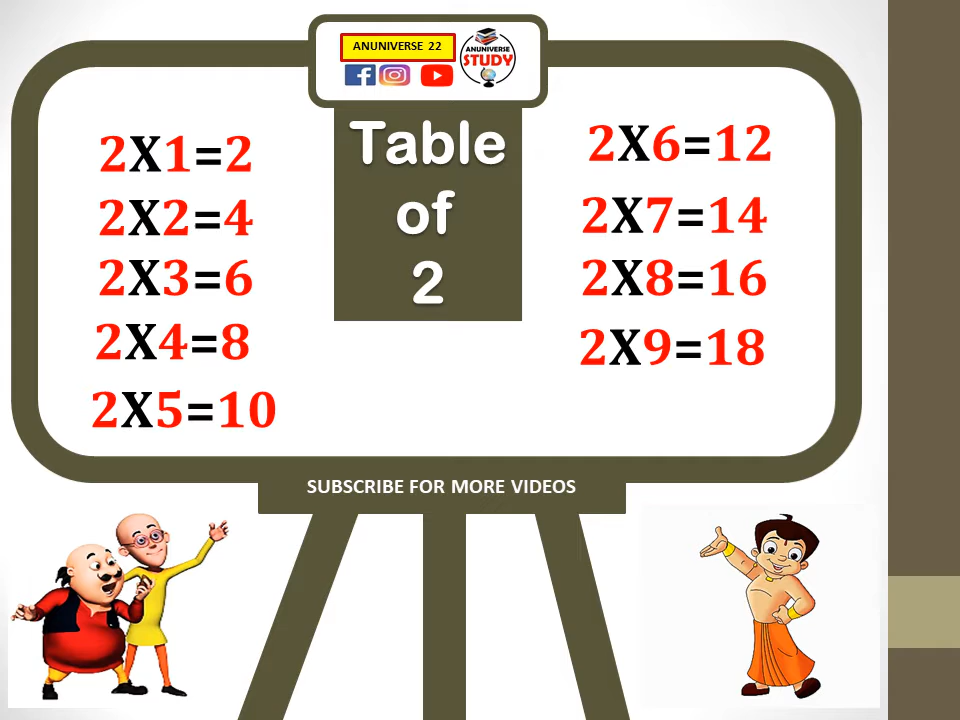 ANUNIVERSE 22
ANUNIVERSE
STUDY
Table
of
2
2X1=2
2X2=4
2X3=6
2X4=8
2X5=10
2X6=12
2X7=14
2X8=16
2X9=18
SUBSCRIBE FOR MORE VIDEOS